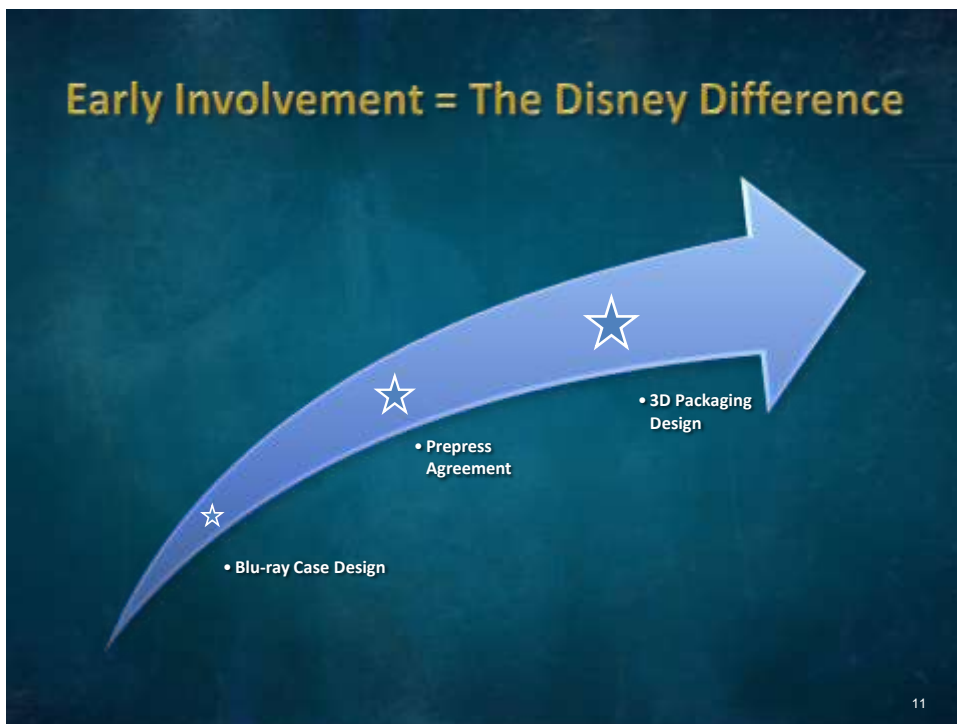 Early Involvement = The Disney Difference
• 3D Packaging
Design
• Prepress
Agreement
• Blu-ray Case Design
11